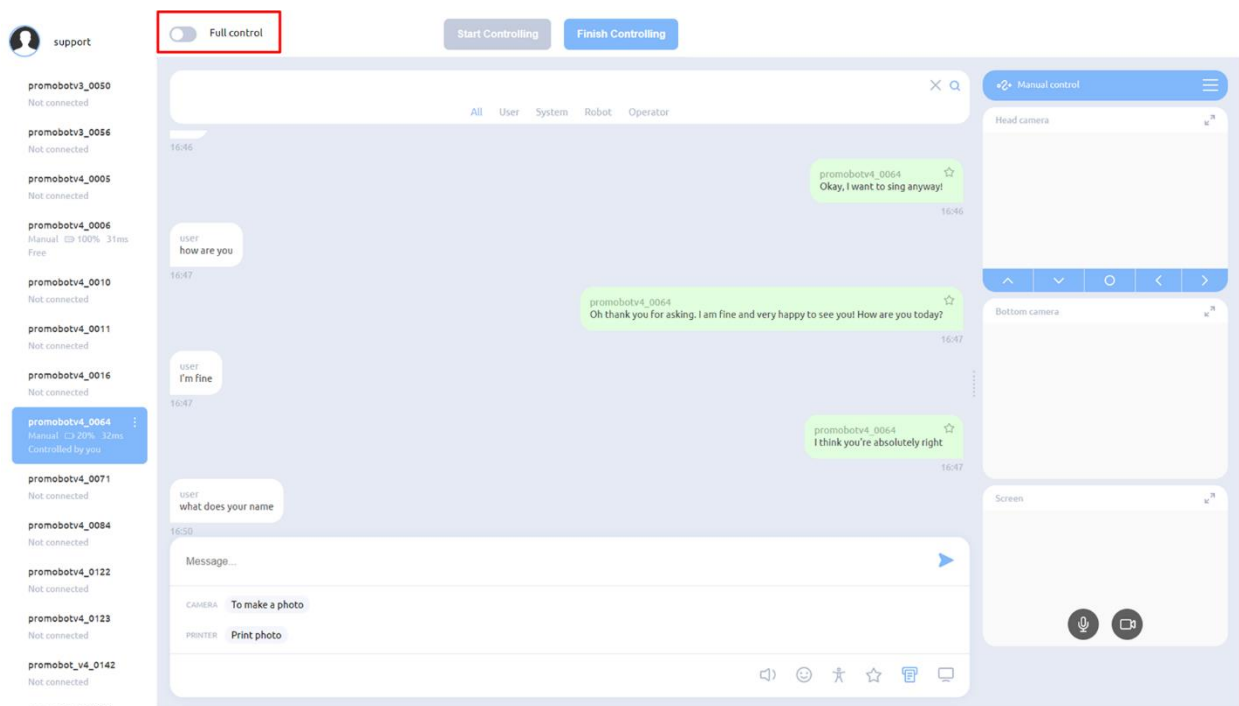 support
Full control
Start Controlling
Finish Controlling
promobotv3_0050
Not connected
promobotv3_0056
Not connected
promobotv4_0005
Not connected
promobotv4_0006
Manual 100% 31ms
Free
promobotv4_0010
Not connected
promobotv4_0011
Not connected
promobotv4_0016
Not connected
promobotv4_0064
Manual 20% 32ms
Controlled by you
promobotv4_0071
Not connected
promobotv4_0084
Not connected
promobotv4_0122
Not connected
promobotv4_0123
Not connected
promobot_v4_0142
Not connected
All User System Robot Operator
16:46
promobotv4_0064
Okay, I want to sing anyway!
16:46
user
how are you
16:47
promobotv4_0064
Oh thank you for asking. I am fine and very happy to see you! How are you today?
16:47
user
I'm fine
16:47
promobotv4_0064
I think you're absolutely right
16:47
user
what does your name
16:50
Message...
CAMERA To make a photo
PRINTER Print photo
Manual control
Head camera
Bottom camera
Screen